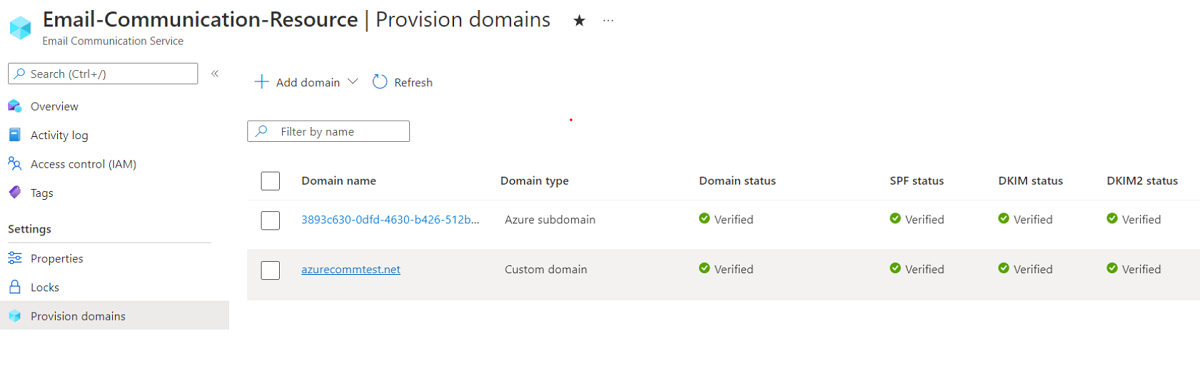 Email-Communication-Resource | Provision domains ★ ...
Email Communication Service
Search (Ctrl+/) «
Overview
Activity log
Access control (IAM)
Tags
Settings
Properties
Locks
Provision domains
+ Add domain Refresh
Filter by name
Domain name Domain type Domain status SPF status DKIM status DKIM2 status
3893c630-0dfd-4630-b426-512b... Azure subdomain Verified Verified Verified Verified
azurecommtest.net Custom domain Verified Verified Verified Verified